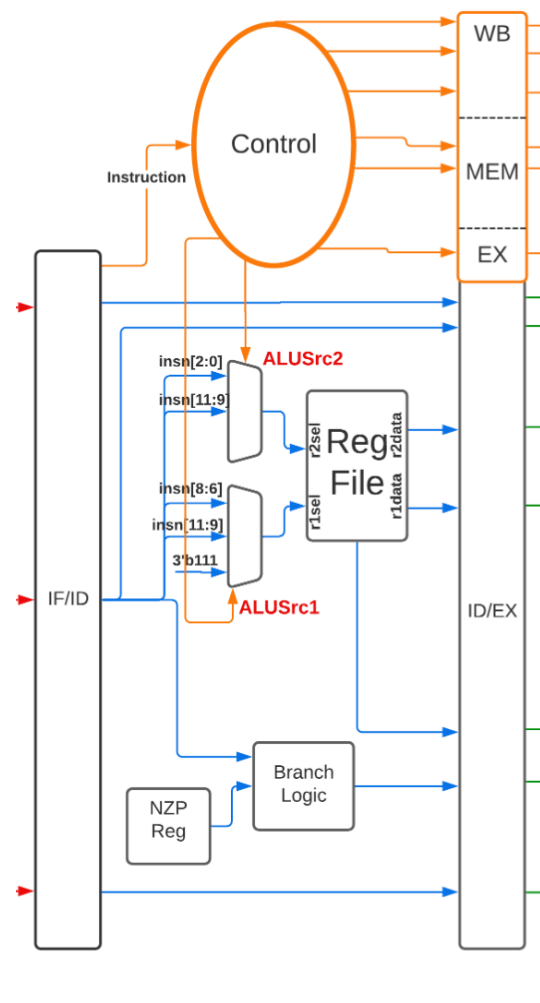 WB
Control
Instruction
MEM
EX
ALUSrc2
insn[2:0]
insn[11:9]
r2sel
Reg
File
r2data
r1sel
r1data
insn[8:6]
insn[11:9]
3'b111
ALUSrc1
IF/ID
ID/EX
Branch
Logic
NZP
Reg